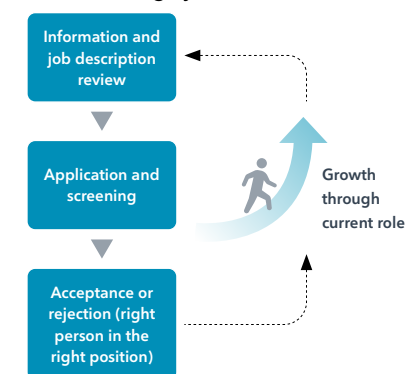 Information and
job description
review
Application and
screening
Growth
through
current role
Acceptance or
rejection (right
person in the
right position)